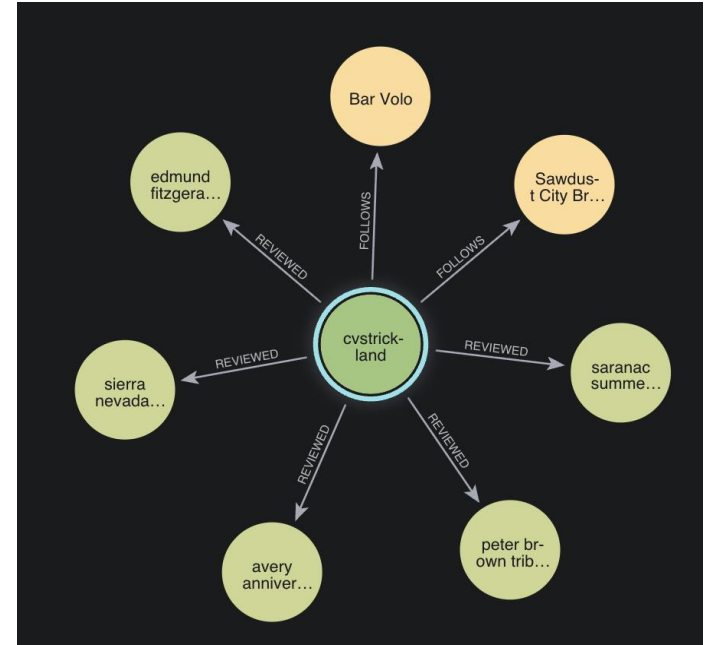 Bar Volo
edmund
fitzgera…
Sawdus-
t City Br…
FOLLOWS
FOLLOWS
REVIEWED
cvstrick-
land
REVIEWED
REVIEWED
saranac
summe…
sierra
nevada…
REVIEWED
REVIEWED
peter br-
own trib…
avery
anniver…